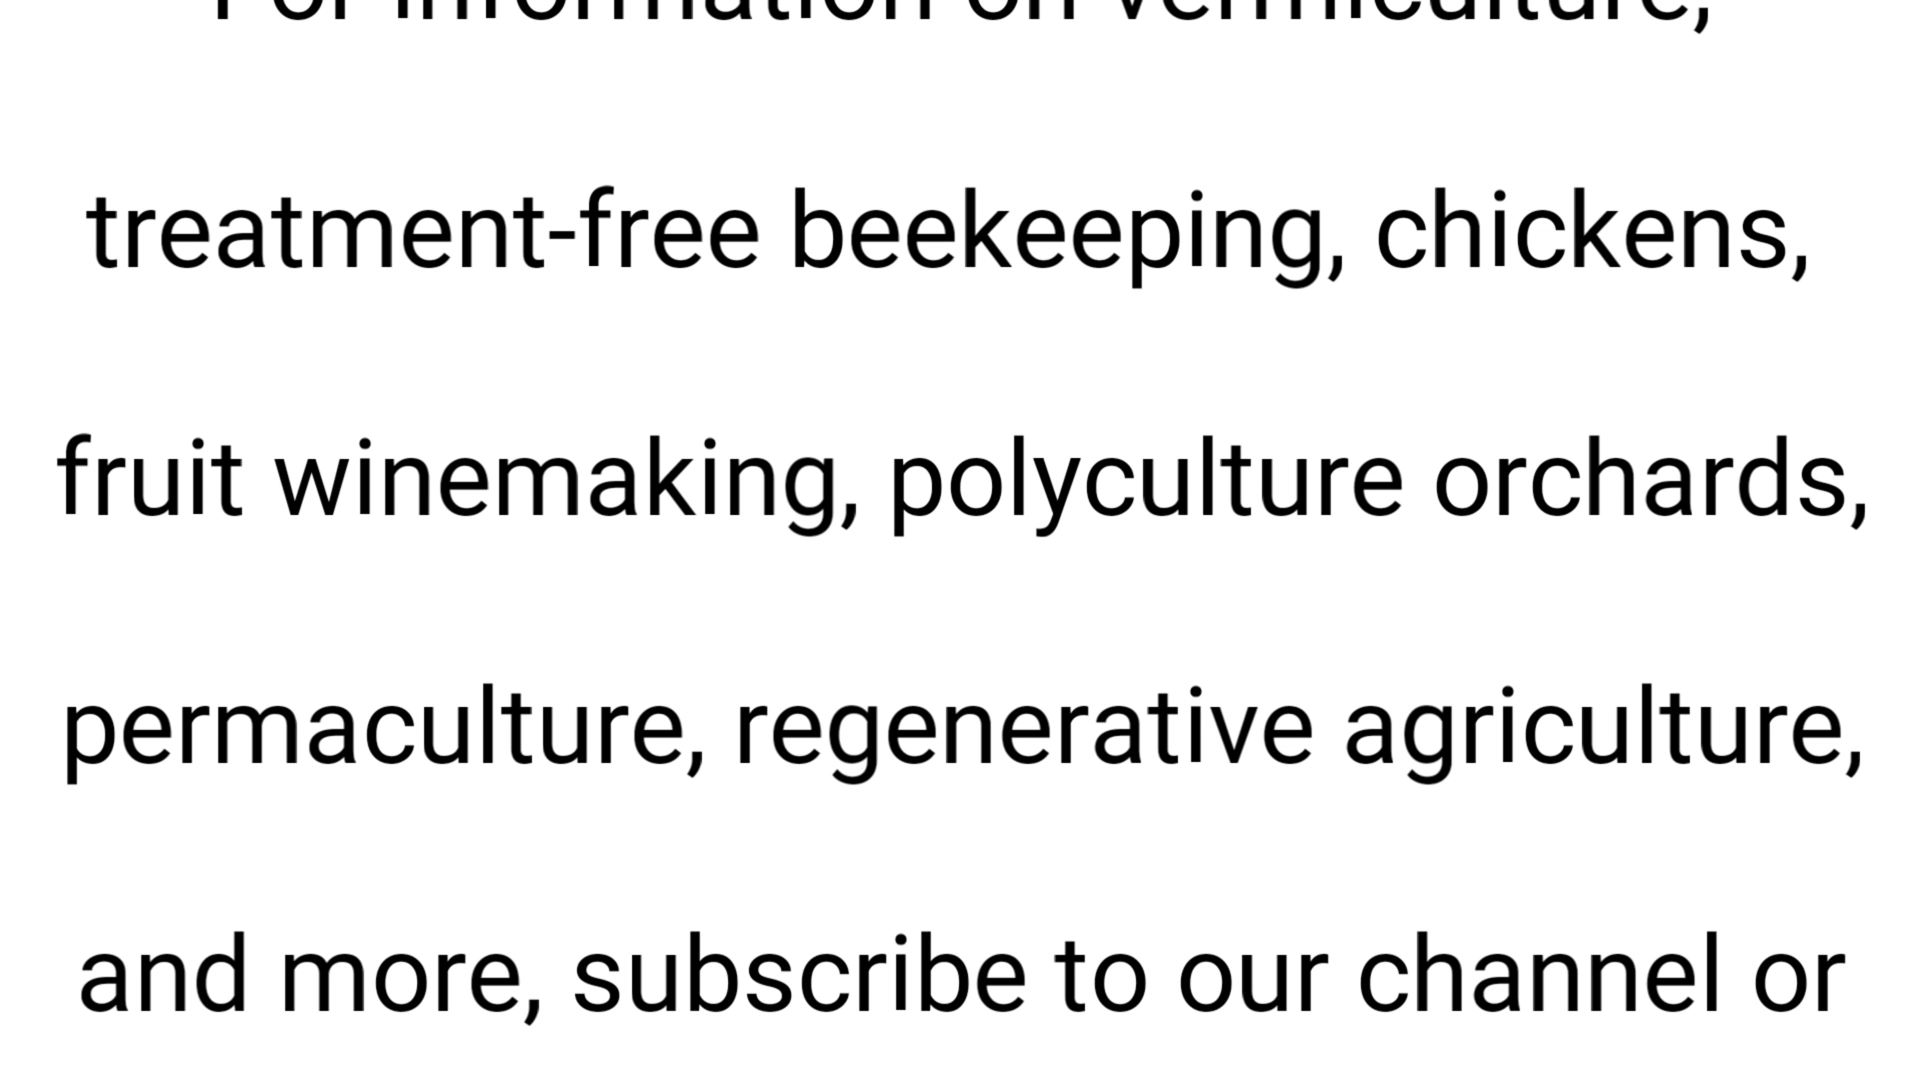 For information on vermiculture,
treatment-free beekeeping, chickens,
fruit winemaking, polyculture orchards,
permaculture, regenerative agriculture,
and more, subscribe to our channel or